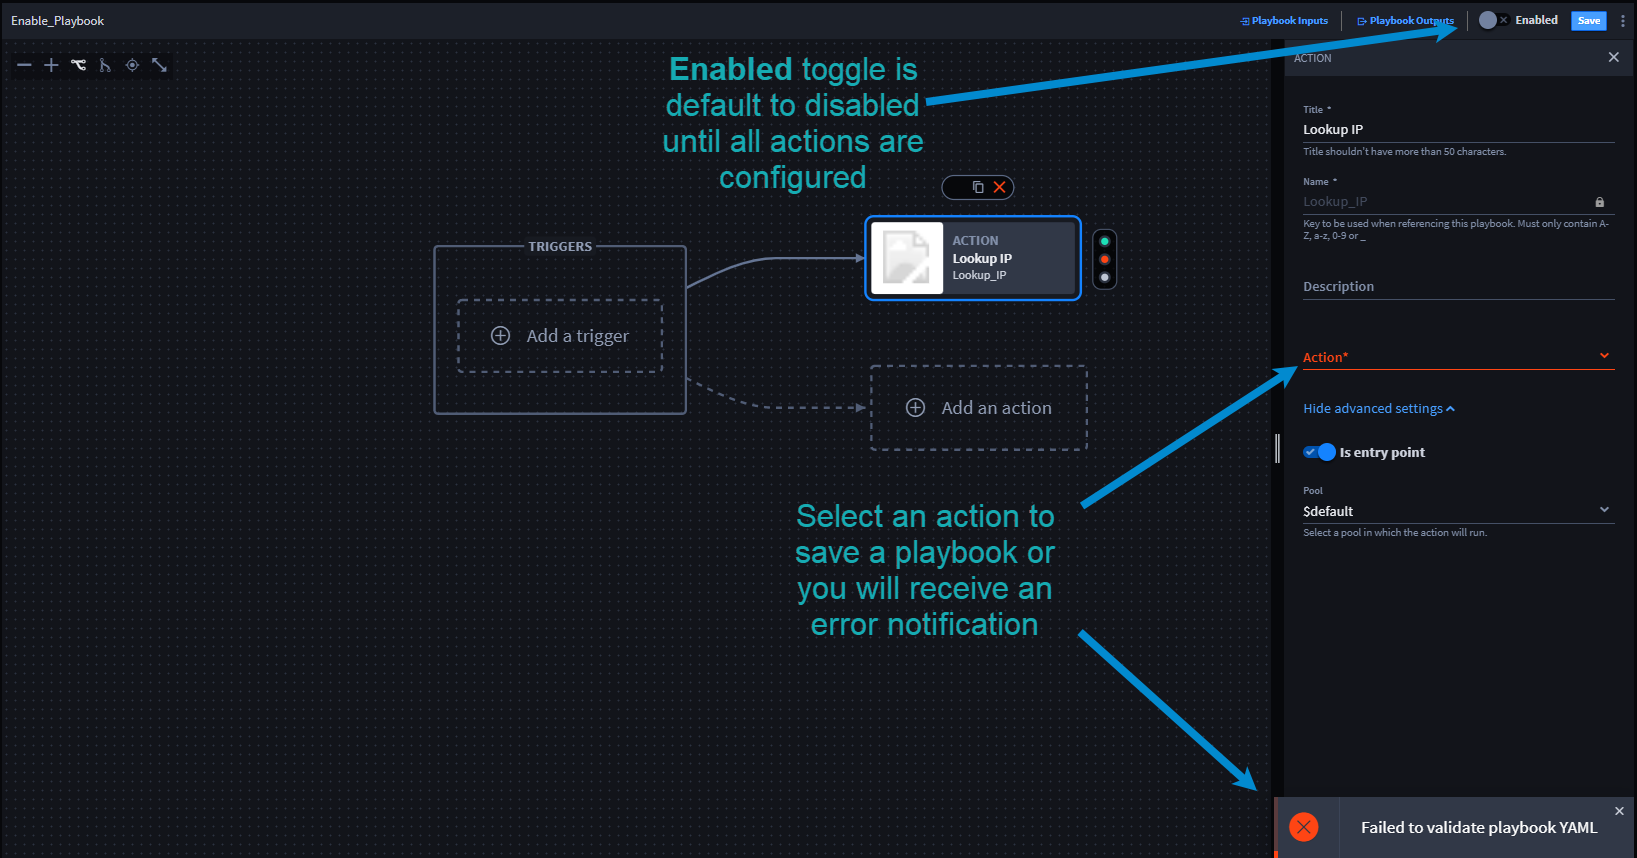 Enable_Playbook
Playbook Inputs
Playbook Outputs
Enabled
Save
Enabled toggle is
default to disabled
until all actions are
configured
TRIGGERS
Add a trigger
ACTION
Lookup IP
Lookup_IP
Add an action
Select an action to
save a playbook or
you will receive an
error notification
ACTION
Title *
Lookup IP
Title shouldn't have more than 50 characters.
Name *
Lookup_IP
Key to be used when referencing this playbook. Must only contain A-
Z, a-z, 0-9 or _
Description
Action*
Hide advanced settings
Is entry point
Pool
$default
Select a pool in which the action will run.
Failed to validate playbook YAML